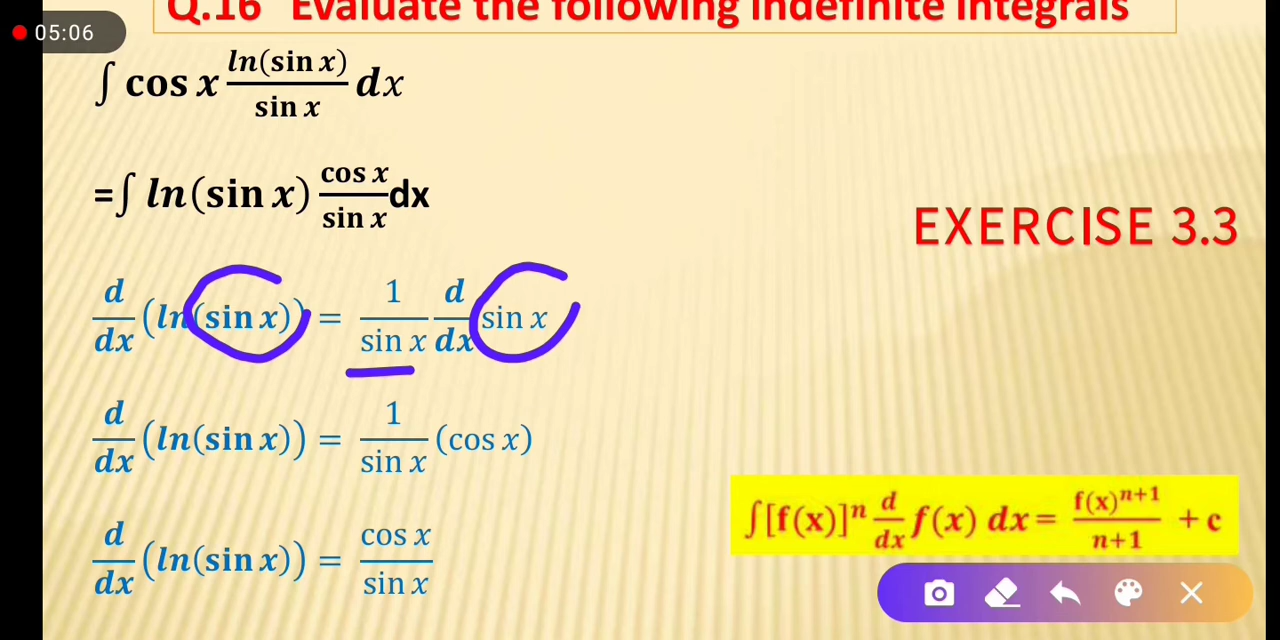 05:06
Q.16 Evaluate the following indefinite integrals
∫ cos x ln(sin x)/sin x dx
=∫ ln(sin x) cos x/sin x dx
EXERCISE 3.3
d/dx (ln(sin x)) = 1/sin x d/dx sin x
d/dx (ln(sin x)) = 1/sin x (cos x)
∫[f(x)]ⁿ d/dx f(x) dx = f(x)ⁿ⁺¹/n+1 + c
d/dx (ln(sin x)) = cos x/sin x